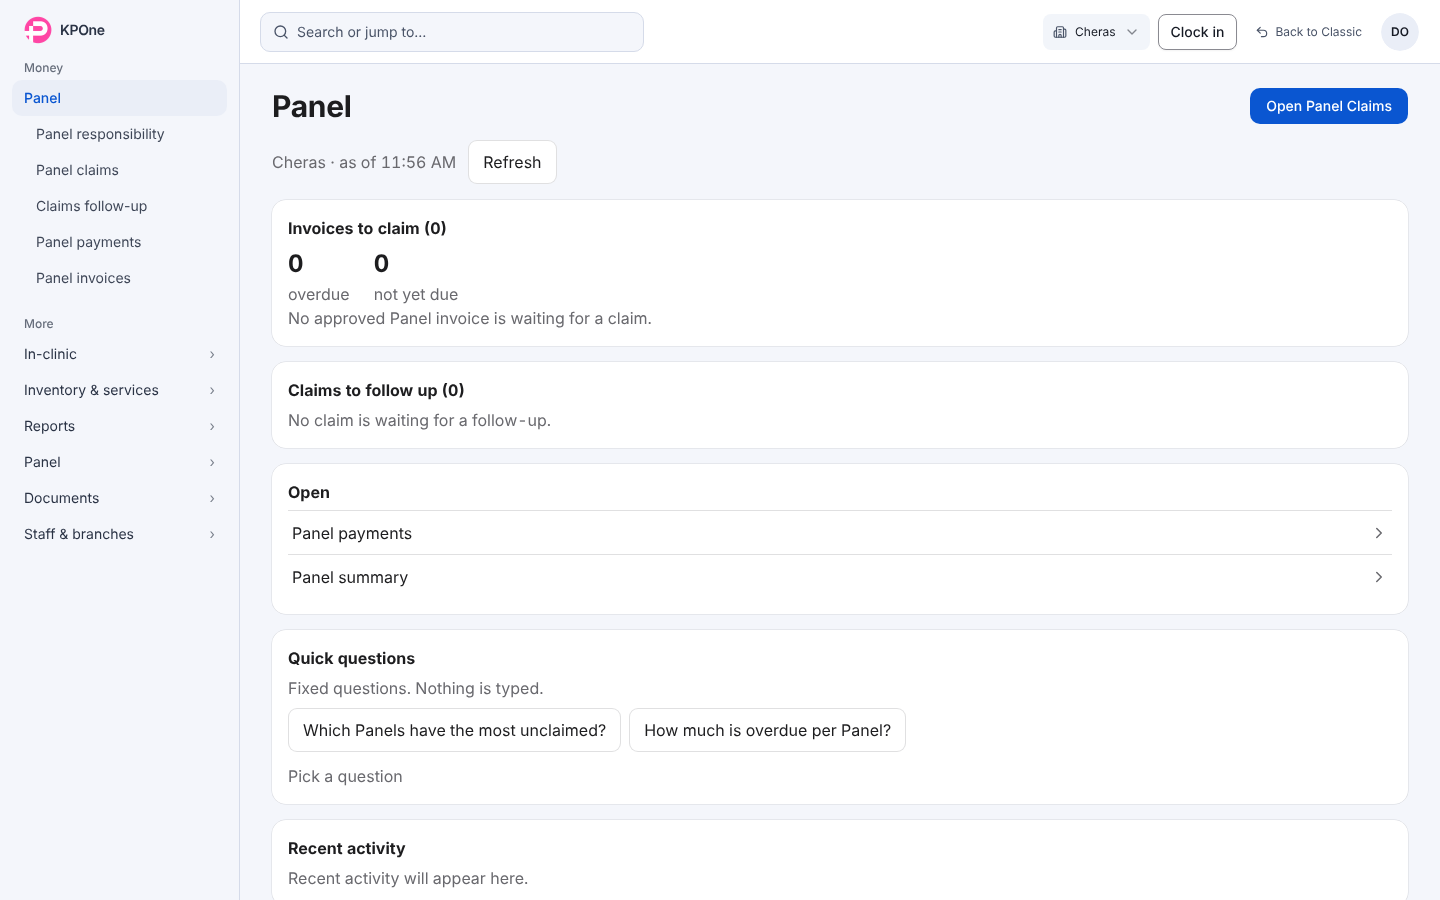 KPOne
Search or jump to...
Cheras
Clock in
Back to Classic
DO
Money
Panel
Panel responsibility
Panel claims
Claims follow-up
Panel payments
Panel invoices
More
In-clinic
Inventory & services
Reports
Panel
Documents
Staff & branches
Panel
Open Panel Claims
Cheras · as of 11:56 AM
Refresh
Invoices to claim (0)
0 0
overdue not yet due
No approved Panel invoice is waiting for a claim.
Claims to follow up (0)
No claim is waiting for a follow-up.
Open
Panel payments
Panel summary
Quick questions
Fixed questions. Nothing is typed.
Which Panels have the most unclaimed? How much is overdue per Panel?
Pick a question
Recent activity
Recent activity will appear here.